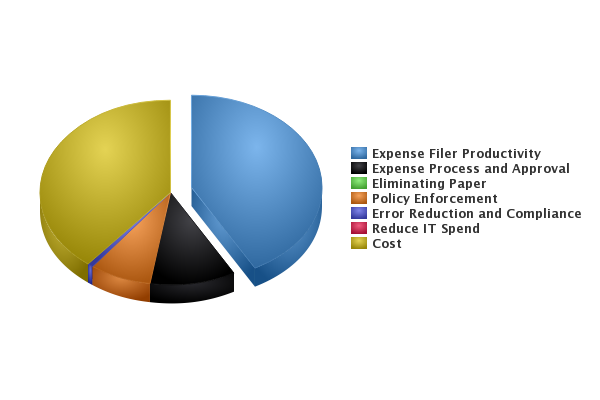 Expense Filer Productivity
Expense Process and Approval
Eliminating Paper
Policy Enforcement
Error Reduction and Compliance
Reduce IT Spend
Cost